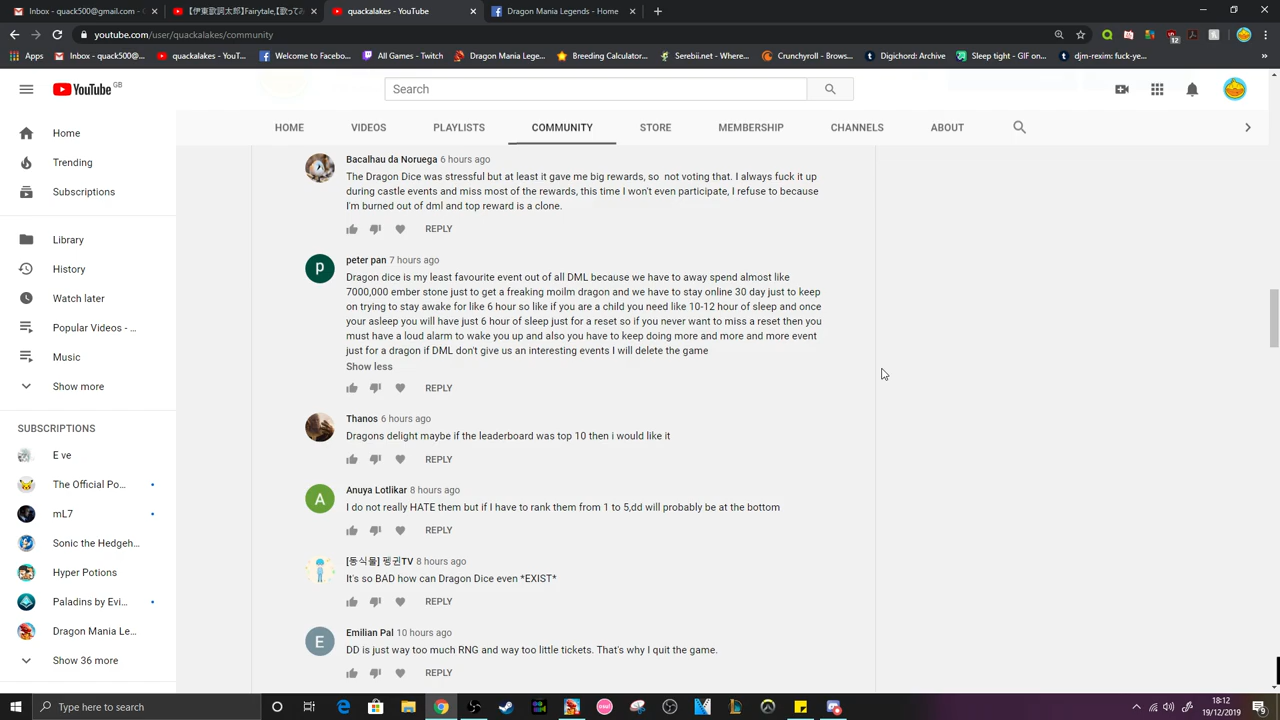 Inbox - quack500@gmail.com - G
【伊東歌詞太郎】Fairytale,【歌ってみ
quackalakes - YouTube
Dragon Mania Legends - Home
youtube.com/user/quackalakes/community
12
Apps
Inbox - quack500@...
quackalakes - YouT...
Welcome to Facebo...
All Games - Twitch
Dragon Mania Lege...
Breeding Calculator...
Serebii.net - Where...
Crunchyroll - Brows...
Digichord: Archive
Sleep tight - GIF on...
djm-rexim: fuck-ye...
YouTube GB
Search
HOME
VIDEOS
PLAYLISTS
COMMUNITY
STORE
MEMBERSHIP
CHANNELS
ABOUT
Home
Trending
Subscriptions
Library
History
Watch later
Popular Videos - ...
Music
Show more
SUBSCRIPTIONS
E ve
The Official Po...
mL7
Sonic the Hedgeh...
Hyper Potions
Paladins by Evi...
Dragon Mania Le...
Show 36 more
Bacalhau da Noruega 6 hours ago
The Dragon Dice was stressful but at least it gave me big rewards, so not voting that. I always fuck it up
during castle events and miss most of the rewards, this time I won't even participate, I refuse to because
I'm burned out of dml and top reward is a clone.
REPLY
p
peter pan 7 hours ago
Dragon dice is my least favourite event out of all DML because we have to away spend almost like
7000,000 ember stone just to get a freaking moilm dragon and we have to stay online 30 day just to keep
on trying to stay awake for like 6 hour so like if you are a child you need like 10-12 hour of sleep and once
your asleep you will have just 6 hour of sleep just for a reset so if you never want to miss a reset then you
must have a loud alarm to wake you up and also you have to keep doing more and more and more event
just for a dragon if DML don't give us an interesting events I will delete the game
Show less
REPLY
Thanos 6 hours ago
Dragons delight maybe if the leaderboard was top 10 then i would like it
REPLY
A
Anuya Lotlikar 8 hours ago
I do not really HATE them but if I have to rank them from 1 to 5,dd will probably be at the bottom
REPLY
[동식물] 펭귄TV 8 hours ago
It's so BAD how can Dragon Dice even *EXIST*
REPLY
E
Emilian Pal 10 hours ago
DD is just way too much RNG and way too little tickets. That's why I quit the game.
REPLY
Type here to search
18:12
19/12/2019